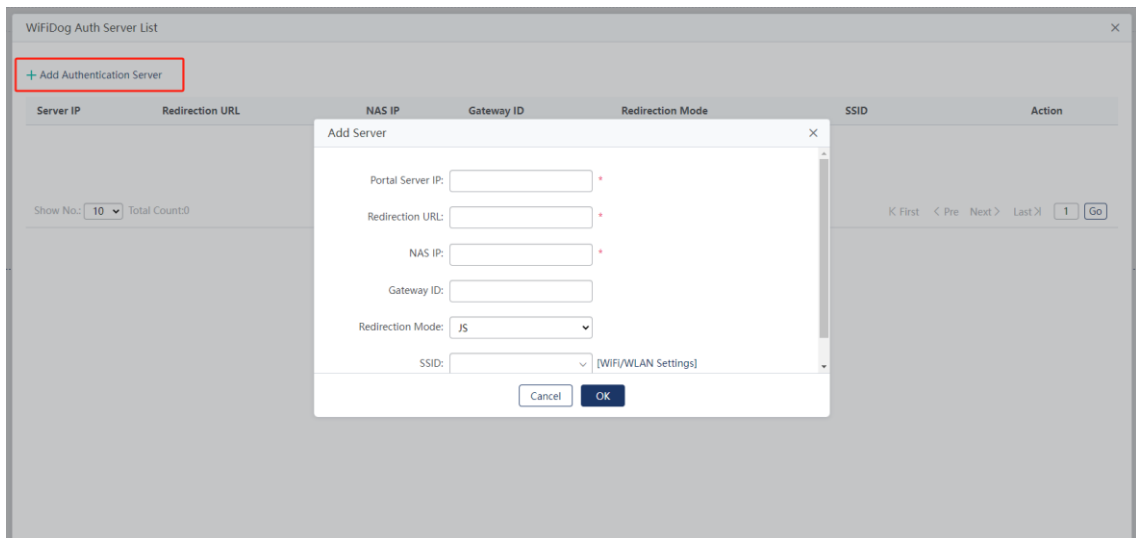 WiFiDog Auth Server List
+ Add Authentication Server
Server IP Redirection URL NAS IP Gateway ID Redirection Mode SSID Action
Add Server
Portal Server IP: *
Redirection URL: *
Show No.: 10 Total Count:0 K First < Pre Next > Last 1 Go
NAS IP: *
Gateway ID:
Redirection Mode: JS
SSID: [WiFi/WLAN Settings]
Cancel OK